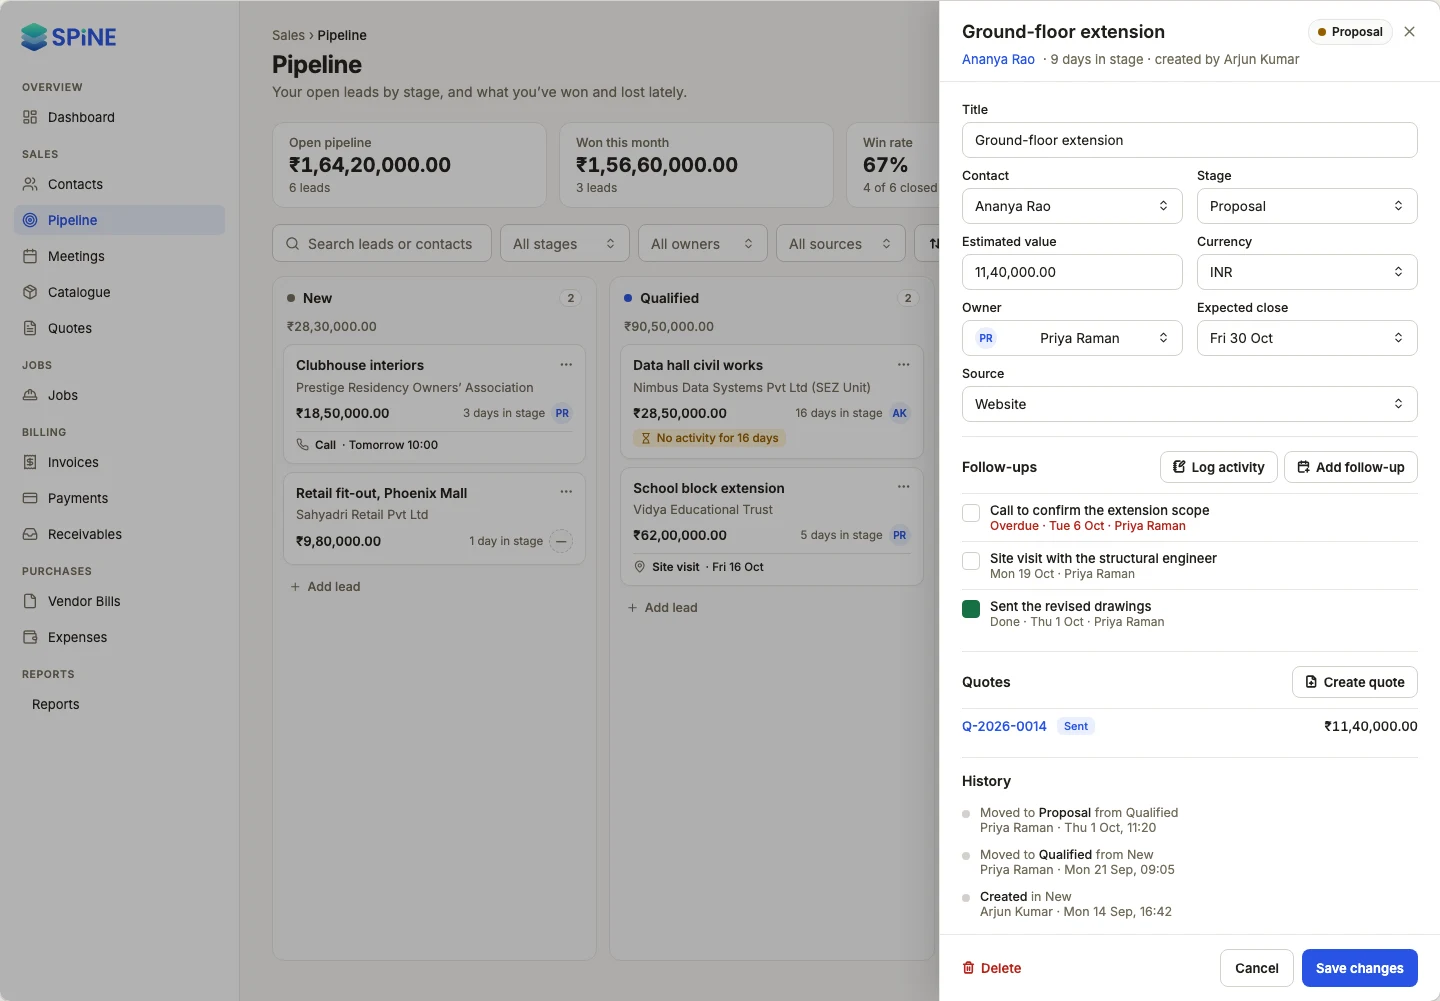 SPiNE
OVERVIEW
Dashboard
SALES
Contacts
Pipeline
Meetings
Catalogue
Quotes
JOBS
Jobs
BILLING
Invoices
Payments
Receivables
PURCHASES
Vendor Bills
Expenses
REPORTS
Reports
Sales › Pipeline
Pipeline
Your open leads by stage, and what you’ve won and lost lately.
Open pipeline
₹1,64,20,000.00
6 leads
Won this month
₹1,56,60,000.00
3 leads
Win rate
67%
4 of 6 closed
Search leads or contacts
All stages
All owners
All sources
New 2
₹28,30,000.00
Clubhouse interiors
Prestige Residency Owners’ Association
₹18,50,000.00 3 days in stage PR
Call · Tomorrow 10:00
Retail fit-out, Phoenix Mall
Sahyadri Retail Pvt Ltd
₹9,80,000.00 1 day in stage —
+ Add lead
Qualified 2
₹90,50,000.00
Data hall civil works
Nimbus Data Systems Pvt Ltd (SEZ Unit)
₹28,50,000.00 16 days in stage AK
No activity for 16 days
School block extension
Vidya Educational Trust
₹62,00,000.00 5 days in stage PR
Site visit · Fri 16 Oct
+ Add lead
Ground-floor extension
Proposal
Ananya Rao · 9 days in stage · created by Arjun Kumar
Title
Ground-floor extension
Contact
Ananya Rao
Stage
Proposal
Estimated value
11,40,000.00
Currency
INR
Owner
PR Priya Raman
Expected close
Fri 30 Oct
Source
Website
Follow-ups
Log activity
Add follow-up
Call to confirm the extension scope
Overdue · Tue 6 Oct · Priya Raman
Site visit with the structural engineer
Mon 19 Oct · Priya Raman
Sent the revised drawings
Done · Thu 1 Oct · Priya Raman
Quotes
Create quote
Q-2026-0014 Sent ₹11,40,000.00
History
Moved to Proposal from Qualified
Priya Raman · Thu 1 Oct, 11:20
Moved to Qualified from New
Priya Raman · Mon 21 Sep, 09:05
Created in New
Arjun Kumar · Mon 14 Sep, 16:42
Delete
Cancel
Save changes